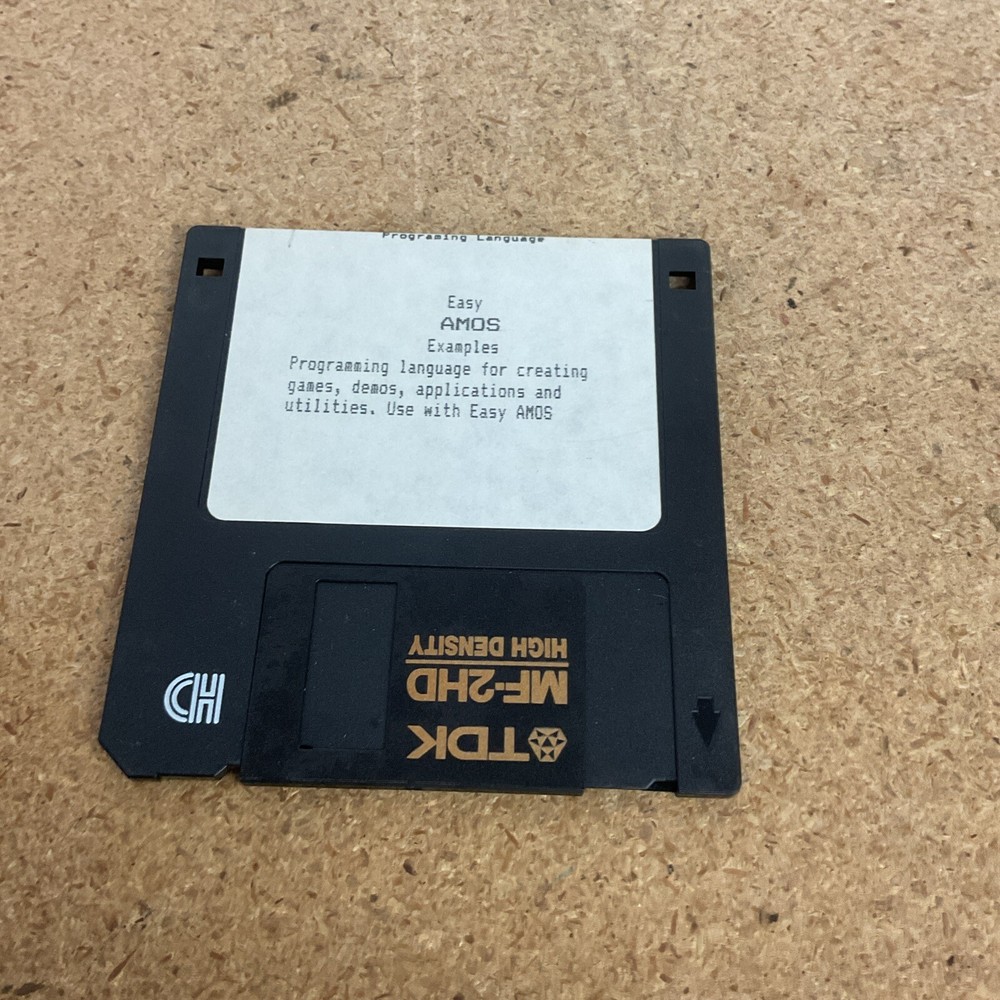 Programing Language
Easy
AMOS
Examples
Programming language for creating
games, demos, applications and
utilities. Use with Easy AMOS
HIGH DENSITY
MF-2HD
TDK
HD